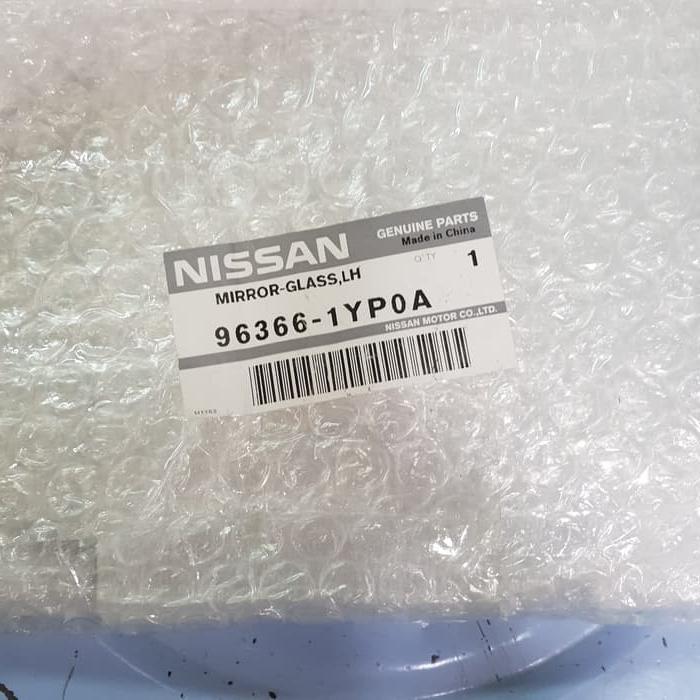 NISSAN
GENUINE PARTS
Made in China
MIRROR-GLASS,LH
Q'TY 1
96366-1YP0A
NISSAN MOTOR CO.,LTD.